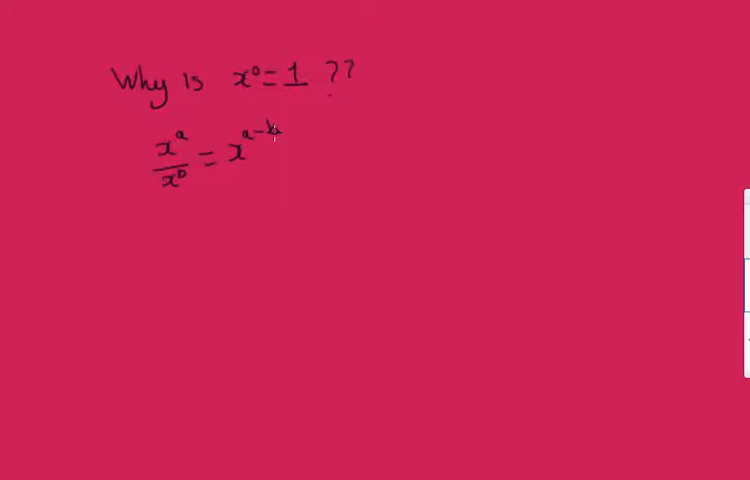 Why is x⁰ = 1 ??
xᵃ/xᵇ = xᵃ⁻ᵇ